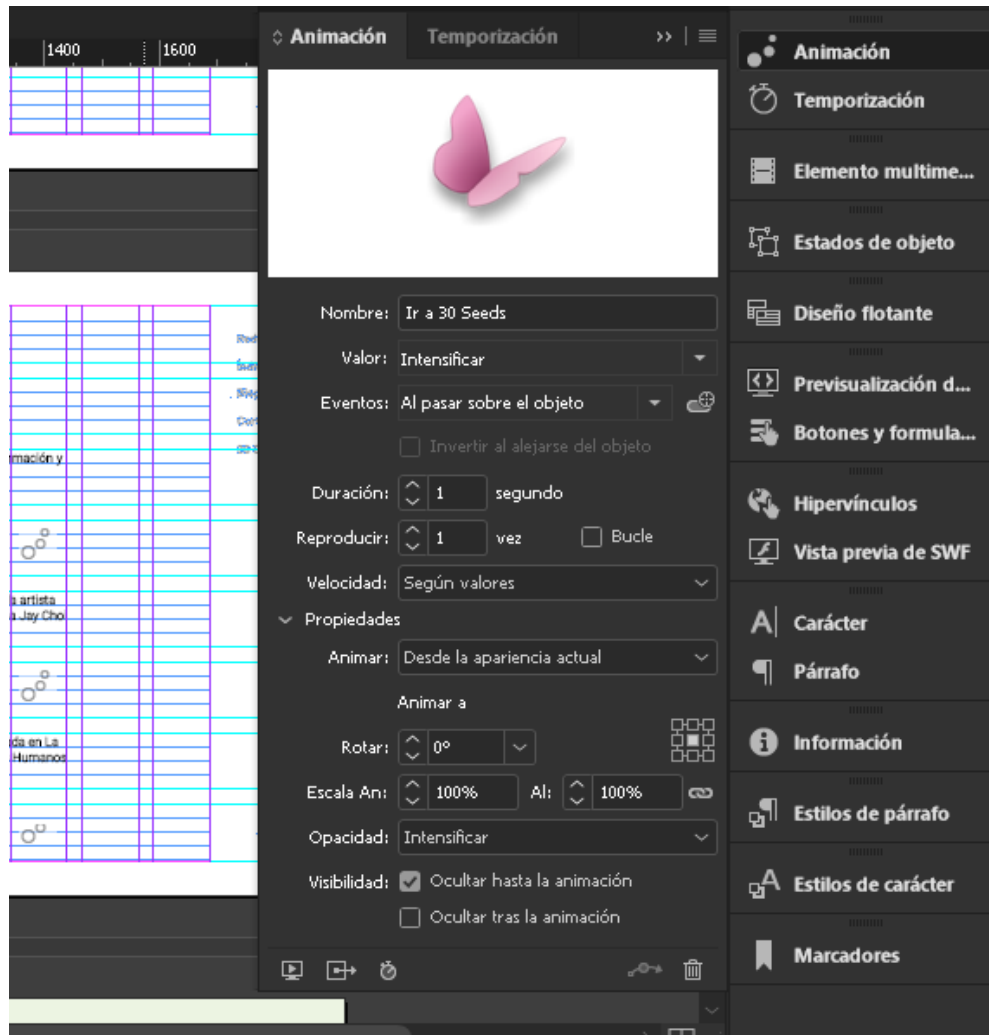 1400
1600
Animación
Temporización
Nombre: Ir a 30 Seeds
Valor: Intensificar
Eventos: Al pasar sobre el objeto
Invertir al alejarse del objeto
Duración: 1 segundo
Reproducir: 1 vez Bucle
Velocidad: Según valores
Propiedades
Animar: Desde la apariencia actual
Animar a
Rotar: 0º
Escala An: 100% Al: 100%
Opacidad: Intensificar
Visibilidad: Ocultar hasta la animación
Ocultar tras la animación
mación y
artista
Jay Cho
da en La
Humanos
Animación
Temporización
Elemento multime...
Estados de objeto
Diseño flotante
Previsualización d...
Botones y formula...
Hipervínculos
Vista previa de SWF
Carácter
Párrafo
Información
Estilos de párrafo
Estilos de carácter
Marcadores